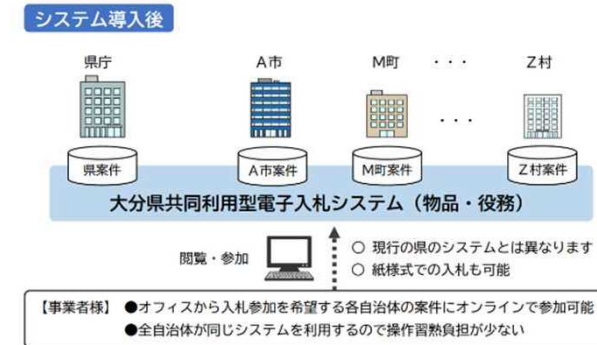 システム導入後
県庁 A市 M町 ・・・ Z村
・・・
県案件 A市案件 M町案件 Z村案件
大分県共同利用型電子入札システム（物品・役務）
閲覧・参加
○ 現行の県のシステムとは異なります
○ 紙様式での入札も可能
【事業者様】 ●オフィスから入札参加を希望する各自治体の案件にオンラインで参加可能
●全自治体が同じシステムを利用するので操作習熟負担が少ない